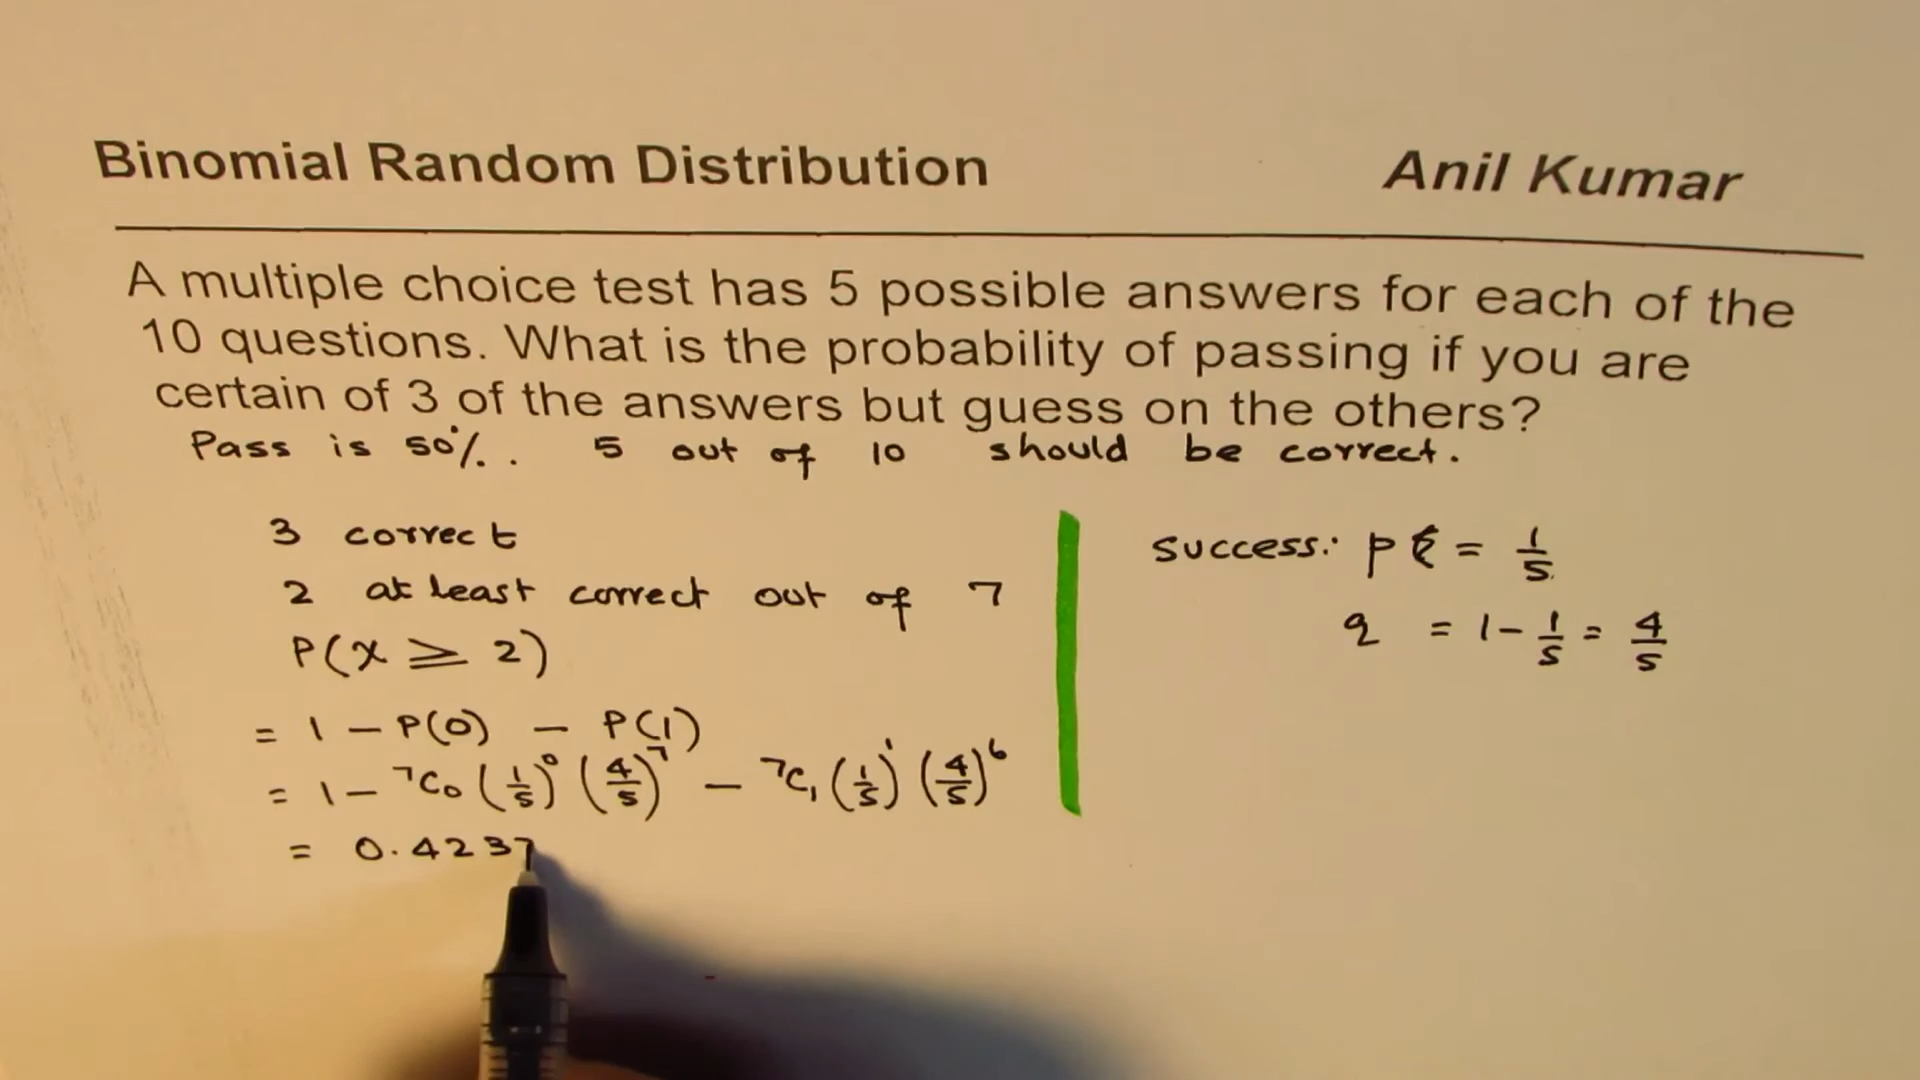 Binomial Random Distribution Anil Kumar
A multiple choice test has 5 possible answers for each of the
10 questions. What is the probability of passing if you are
certain of 3 of the answers but guess on the others?
Pass is 50%. 5 out of 10 should be correct.
3 correct
2 at least correct out of 7
P(x ≥ 2)
= 1 - P(0) - P(1)
= 1 - ⁷C₀ (1/5)⁰ (4/5)⁷ - ⁷C₁ (1/5)¹ (4/5)⁶
= 0.4237
success: p = 1/5
q = 1 - 1/5 = 4/5